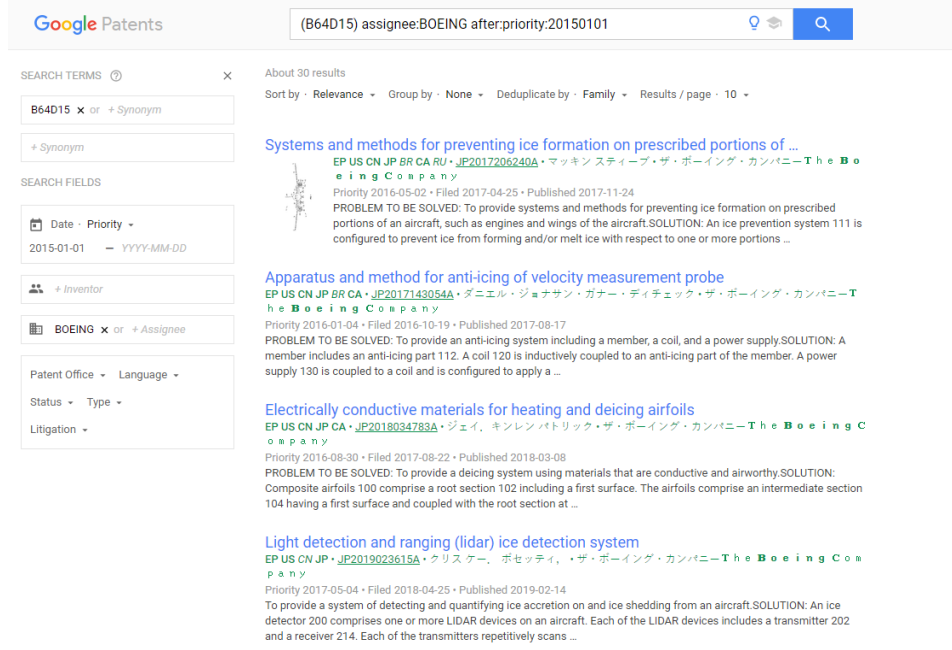 Google Patents
(B64D15) assignee:BOEING after:priority:20150101
SEARCH TERMS
B64D15 × or + Synonym
+ Synonym
SEARCH FIELDS
Date · Priority
2015-01-01 – YYYY-MM-DD
+ Inventor
BOEING × or + Assignee
Patent Office Language
Status Type
Litigation
About 30 results
Sort by · Relevance Group by · None Deduplicate by · Family Results / page · 10
Systems and methods for preventing ice formation on prescribed portions of ...
EP US CN JP BR CA RU • JP2017206240A • マッキン スティーブ • ザ・ボーイング・カンパニーＴｈｅ Ｂｏ
ｅｉｎｇ Ｃｏｍｐａｎｙ
Priority 2016-05-02 • Filed 2017-04-25 • Published 2017-11-24
PROBLEM TO BE SOLVED: To provide systems and methods for preventing ice formation on prescribed
portions of an aircraft, such as engines and wings of the aircraft.SOLUTION: An ice prevention system 111 is
configured to prevent ice from forming and/or melt ice with respect to one or more portions ...
Apparatus and method for anti-icing of velocity measurement probe
EP US CN JP BR CA • JP2017143054A • ダニエル・ジョナサン・ガナー・ディチェック • ザ・ボーイング・カンパニーＴ
ｈｅ Ｂｏｅｉｎｇ Ｃｏｍｐａｎｙ
Priority 2016-01-04 • Filed 2016-10-19 • Published 2017-08-17
PROBLEM TO BE SOLVED: To provide an anti-icing system including a member, a coil, and a power supply.SOLUTION: A
member includes an anti-icing part 112. A coil 120 is inductively coupled to an anti-icing part of the member. A power
supply 130 is coupled to a coil and is configured to apply a ...
Electrically conductive materials for heating and deicing airfoils
EP US CN JP CA • JP2018034783A • ジェイ． キンレン パトリック • ザ・ボーイング・カンパニーＴｈｅ Ｂｏｅｉｎｇ Ｃ
ｏｍｐａｎｙ
Priority 2016-08-30 • Filed 2017-08-22 • Published 2018-03-08
PROBLEM TO BE SOLVED: To provide a deicing system using materials that are conductive and airworthy.SOLUTION:
Composite airfoils 100 comprise a root section 102 including a first surface. The airfoils comprise an intermediate section
104 having a first surface and coupled with the root section at ...
Light detection and ranging (lidar) ice detection system
EP US CN JP • JP2019023615A • クリス ケー． ボセッティ， • ザ・ボーイング・カンパニーＴｈｅ Ｂｏｅｉｎｇ Ｃｏｍ
ｐａｎｙ
Priority 2017-05-04 • Filed 2018-04-25 • Published 2019-02-14
To provide a system of detecting and quantifying ice accretion on and ice shedding from an aircraft.SOLUTION: An ice
detector 200 comprises one or more LIDAR devices on an aircraft. Each of the LIDAR devices includes a transmitter 202
and a receiver 214. Each of the transmitters repetitively scans ...